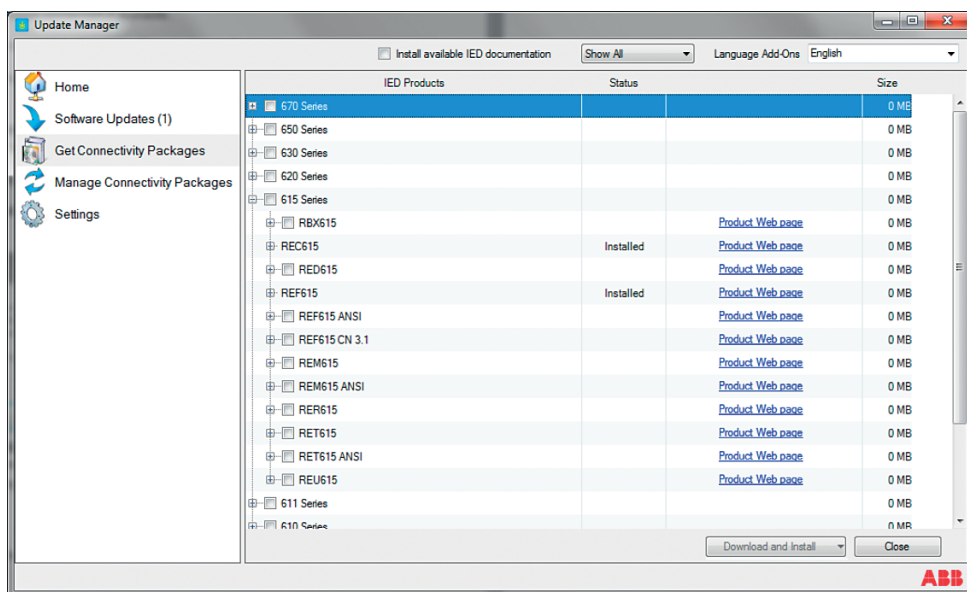 Update Manager
Install available IED documentation Show All Language Add-Ons English
Home
Software Updates (1)
Get Connectivity Packages
Manage Connectivity Packages
Settings
IED Products Status Size
670 Series 0 MB
650 Series 0 MB
630 Series 0 MB
620 Series 0 MB
615 Series 0 MB
RBX615 Product Web page 0 MB
REC615 Installed Product Web page 0 MB
RED615 Product Web page 0 MB
REF615 Installed Product Web page 0 MB
REF615 ANSI Product Web page 0 MB
REF615 CN 3.1 Product Web page 0 MB
REM615 Product Web page 0 MB
REM615 ANSI Product Web page 0 MB
RER615 Product Web page 0 MB
RET615 Product Web page 0 MB
RET615 ANSI Product Web page 0 MB
REU615 Product Web page 0 MB
611 Series 0 MB
610 Series 0 MB
Download and Install Close
ABB